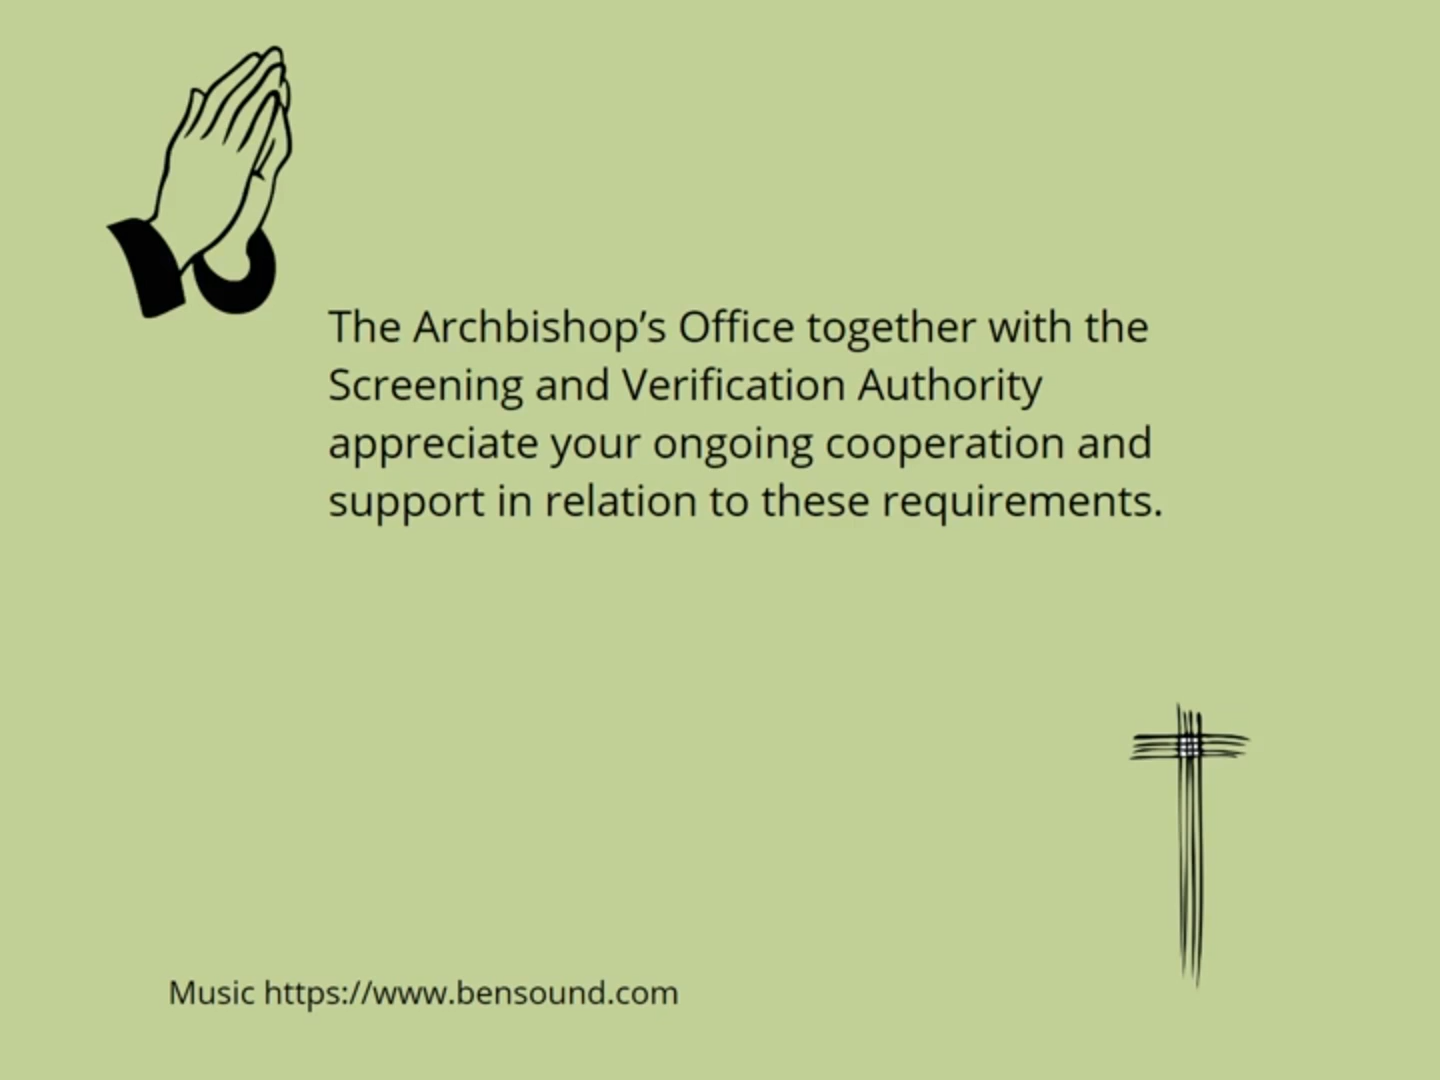 The Archbishop’s Office together with the
Screening and Verification Authority
appreciate your ongoing cooperation and
support in relation to these requirements.
Music https://www.bensound.com